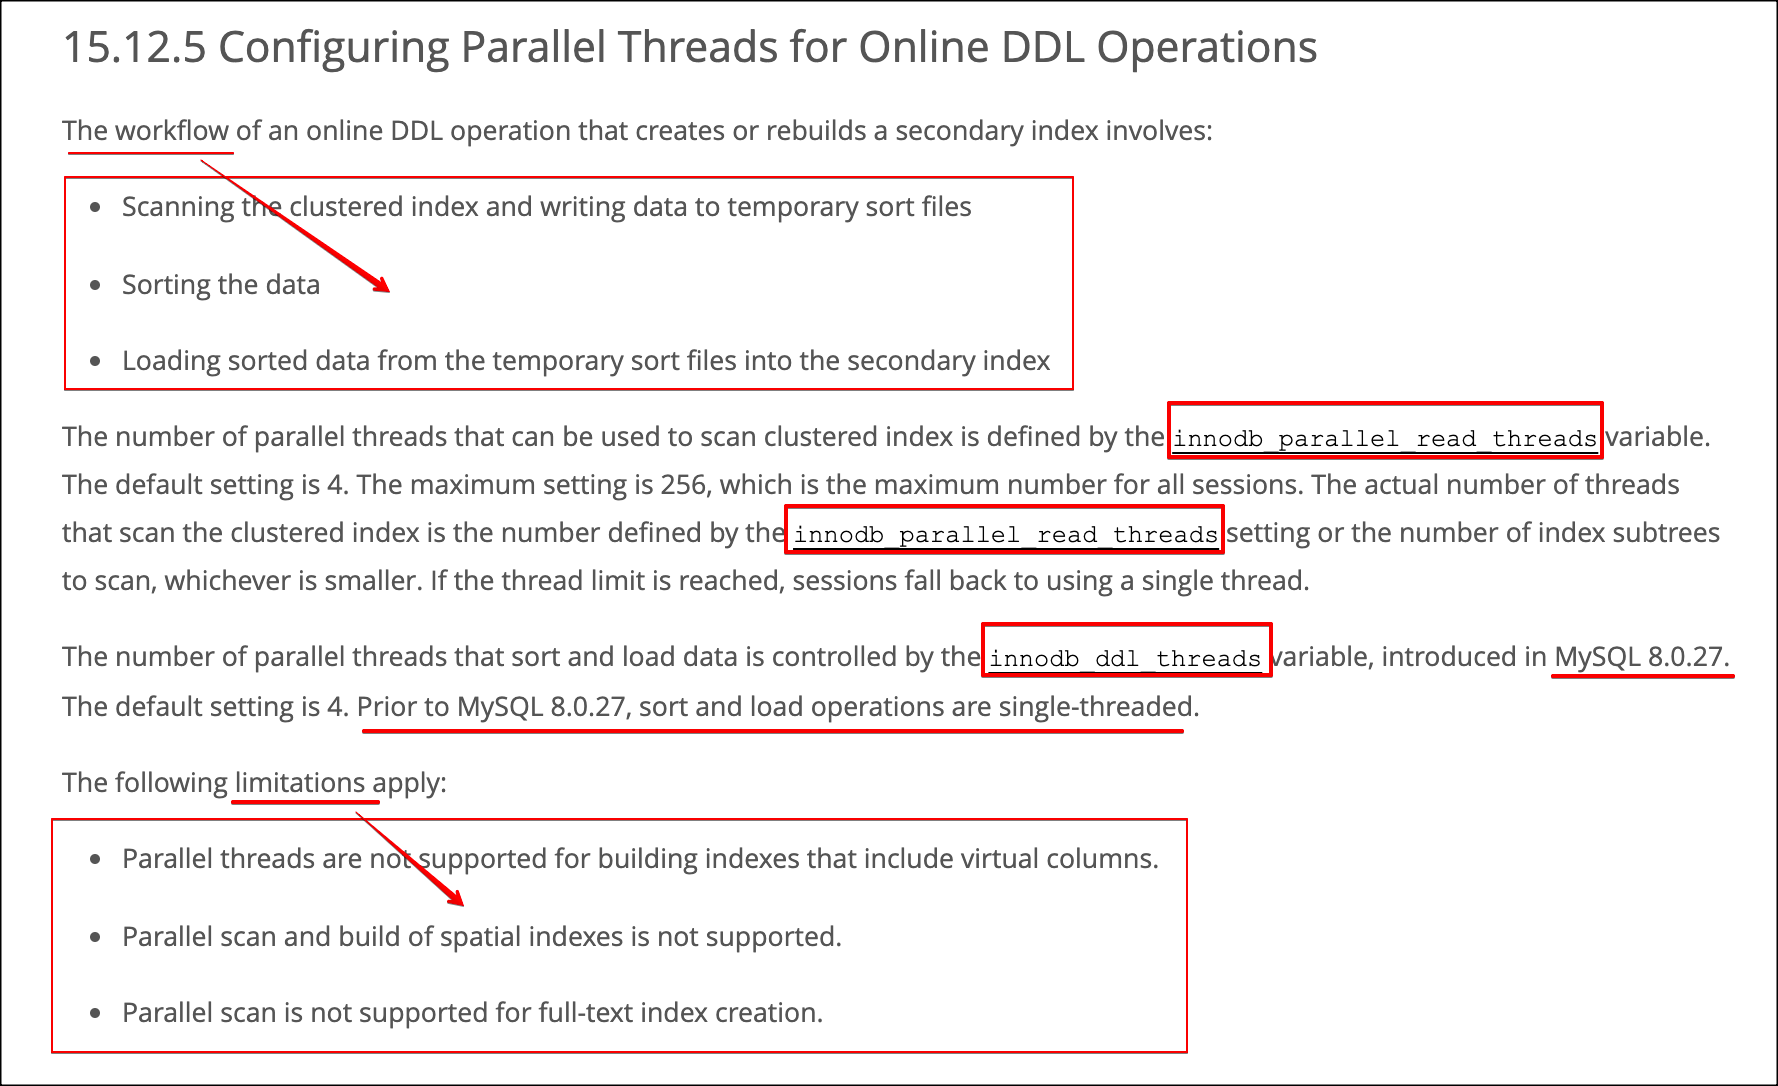 15.12.5 Configuring Parallel Threads for Online DDL Operations
The workflow of an online DDL operation that creates or rebuilds a secondary index involves:
• Scanning the clustered index and writing data to temporary sort files
• Sorting the data
• Loading sorted data from the temporary sort files into the secondary index
The number of parallel threads that can be used to scan clustered index is defined by the innodb_parallel_read_threads variable.
The default setting is 4. The maximum setting is 256, which is the maximum number for all sessions. The actual number of threads
that scan the clustered index is the number defined by the innodb_parallel_read_threads setting or the number of index subtrees
to scan, whichever is smaller. If the thread limit is reached, sessions fall back to using a single thread.
The number of parallel threads that sort and load data is controlled by the innodb_ddl_threads variable, introduced in MySQL 8.0.27.
The default setting is 4. Prior to MySQL 8.0.27, sort and load operations are single-threaded.
The following limitations apply:
• Parallel threads are not supported for building indexes that include virtual columns.
• Parallel scan and build of spatial indexes is not supported.
• Parallel scan is not supported for full-text index creation.